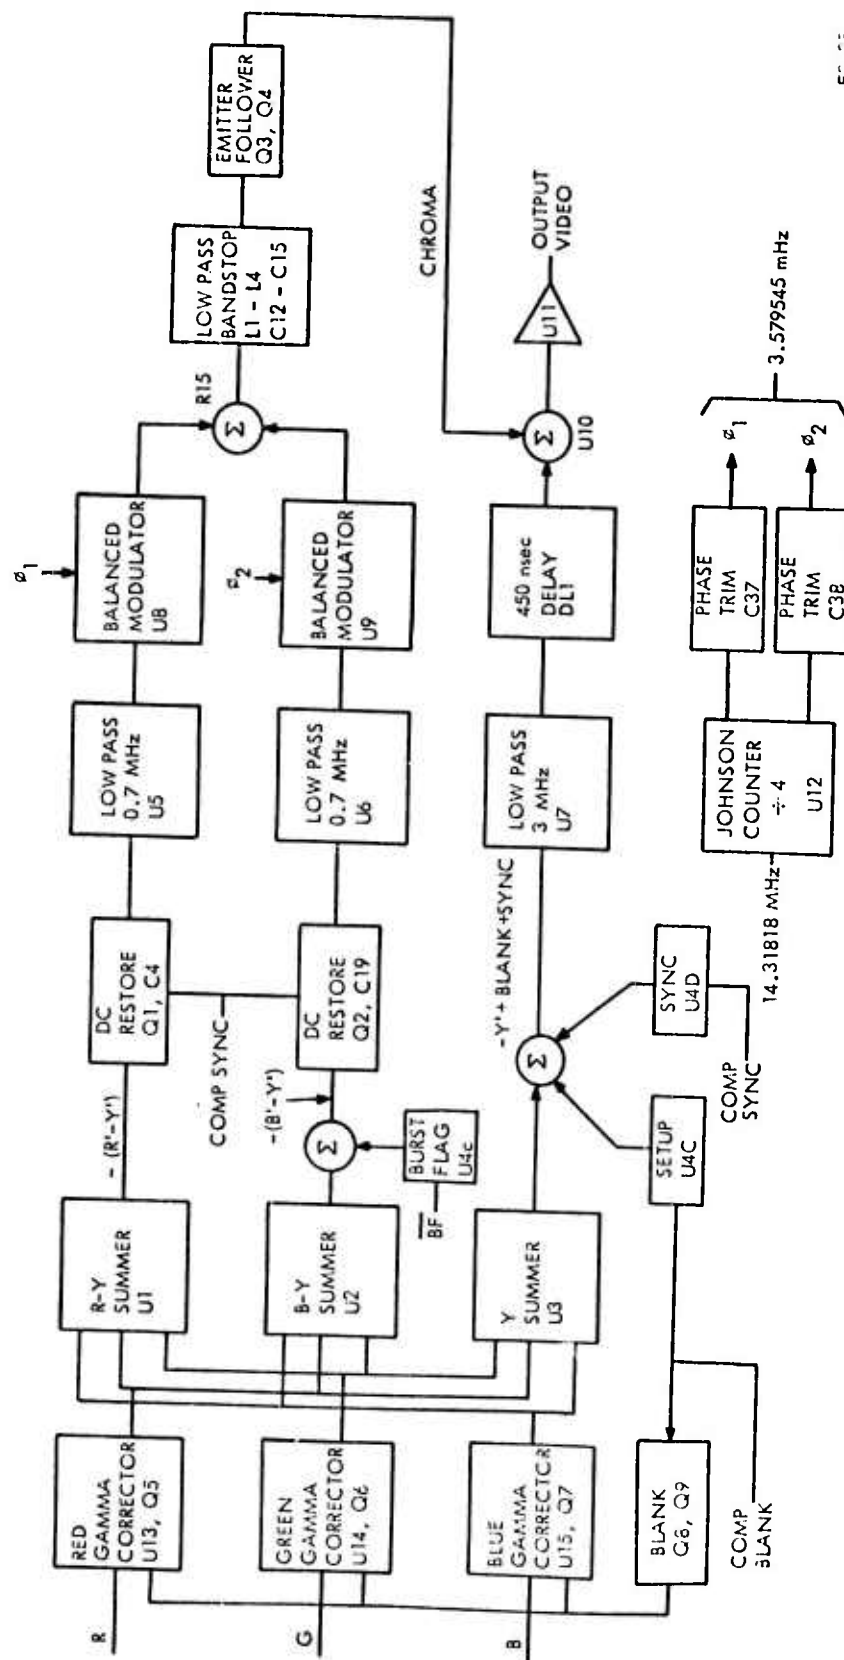 R
RED
GAMMA
CORRECTOR
U13, Q5
R-Y
SUMMER
U1
- (R'-Y')
DC
RESTORE
Q1, C4
LOW PASS
0.7 MHz
U5
ø1
BALANCED
MODULATOR
U8
R15
Σ
LOW PASS
BANDSTOP
L1 - L4
C12 - C15
EMITTER
FOLLOWER
Q3, Q4
G
GREEN
GAMMA
CORRECTOR
U14, Q6
B-Y
SUMMER
U2
Σ
BURST
FLAG
U4c
BF
-(B'-Y')
COMP SYNC
DC
RESTORE
Q2, C19
LOW PASS
0.7 MHz
U6
ø2
BALANCED
MODULATOR
U9
CHROMA
B
BLUE
GAMMA
CORRECTOR
U15, Q7
Y
SUMMER
U3
Σ
-Y'+ BLANK+SYNC
LOW PASS
3 MHz
U7
450 nsec
DELAY
DL1
Σ
U10
U11
OUTPUT
VIDEO
BLANK
Q8, Q9
COMP
BLANK
SETUP
U4C
SYNC
U4D
COMP
SYNC
14.31818 MHz
JOHNSON
COUNTER
÷ 4
U12
PHASE
TRIM
C37
ø1
PHASE
TRIM
C38
ø2
3.579545 mHz